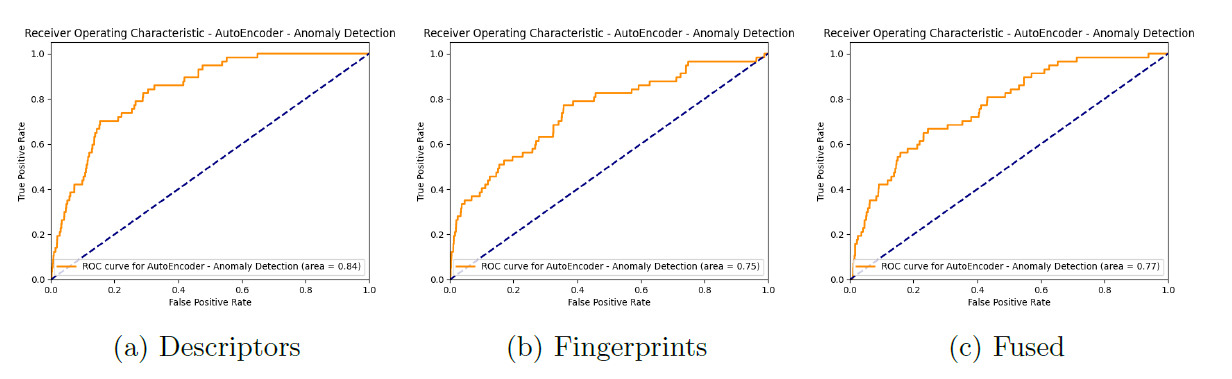 Receiver Operating Characteristic - AutoEncoder - Anomaly Detection
1.0
0.8
0.6
0.4
0.2
0.0
True Positive Rate
ROC curve for AutoEncoder - Anomaly Detection (area = 0.84)
0.0 0.2 0.4 0.6 0.8 1.0
False Positive Rate
(a) Descriptors
Receiver Operating Characteristic - AutoEncoder - Anomaly Detection
1.0
0.8
0.6
0.4
0.2
0.0
True Positive Rate
ROC curve for AutoEncoder - Anomaly Detection (area = 0.75)
0.0 0.2 0.4 0.6 0.8 1.0
False Positive Rate
(b) Fingerprints
Receiver Operating Characteristic - AutoEncoder - Anomaly Detection
1.0
0.8
0.6
0.4
0.2
0.0
True Positive Rate
ROC curve for AutoEncoder - Anomaly Detection (area = 0.77)
0.0 0.2 0.4 0.6 0.8 1.0
False Positive Rate
(c) Fused